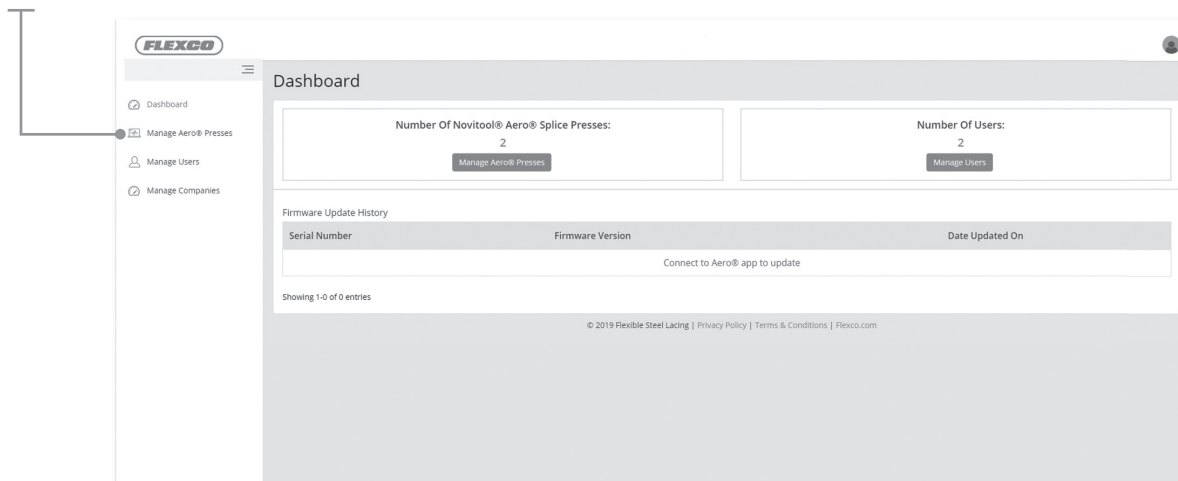 FLEXCO
Dashboard
Dashboard
Manage Aero® Presses
Manage Users
Manage Companies
Number Of Novitool® Aero® Splice Presses:
2
Manage Aero® Presses
Number Of Users:
2
Manage Users
Firmware Update History
Serial Number Firmware Version Date Updated On
Connect to Aero® app to update
Showing 1-0 of 0 entries
© 2019 Flexible Steel Lacing | Privacy Policy | Terms & Conditions | Flexco.com